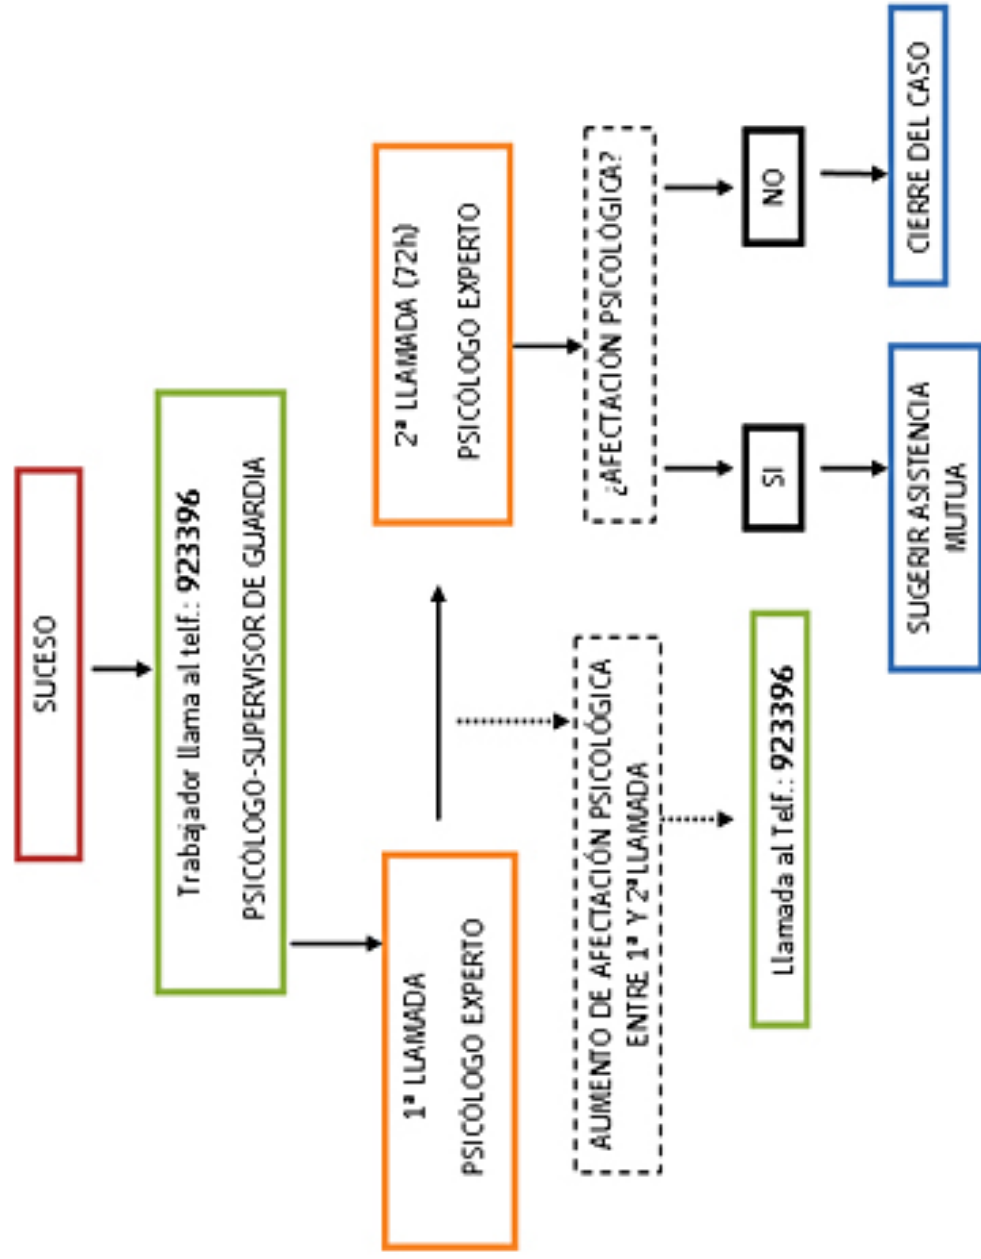 SUCESO
Trabajador llama al telf.: 923396
PSICÓLOGO-SUPERVISOR DE GUARDIA
1ª LLAMADA
PSICÓLOGO EXPERTO
2ª LLAMADA (72h)
PSICÓLOGO EXPERTO
AUMENTO DE AFECTACIÓN PSICOLÓGICA
ENTRE 1ª Y 2ªLLAMADA
¿AFECTACIÓN PSICOLÓGICA?
Llamada al Telf.: 923396
SI
NO
SUGERIR ASISTENCIA
MUTUA
CIERRE DEL CASO